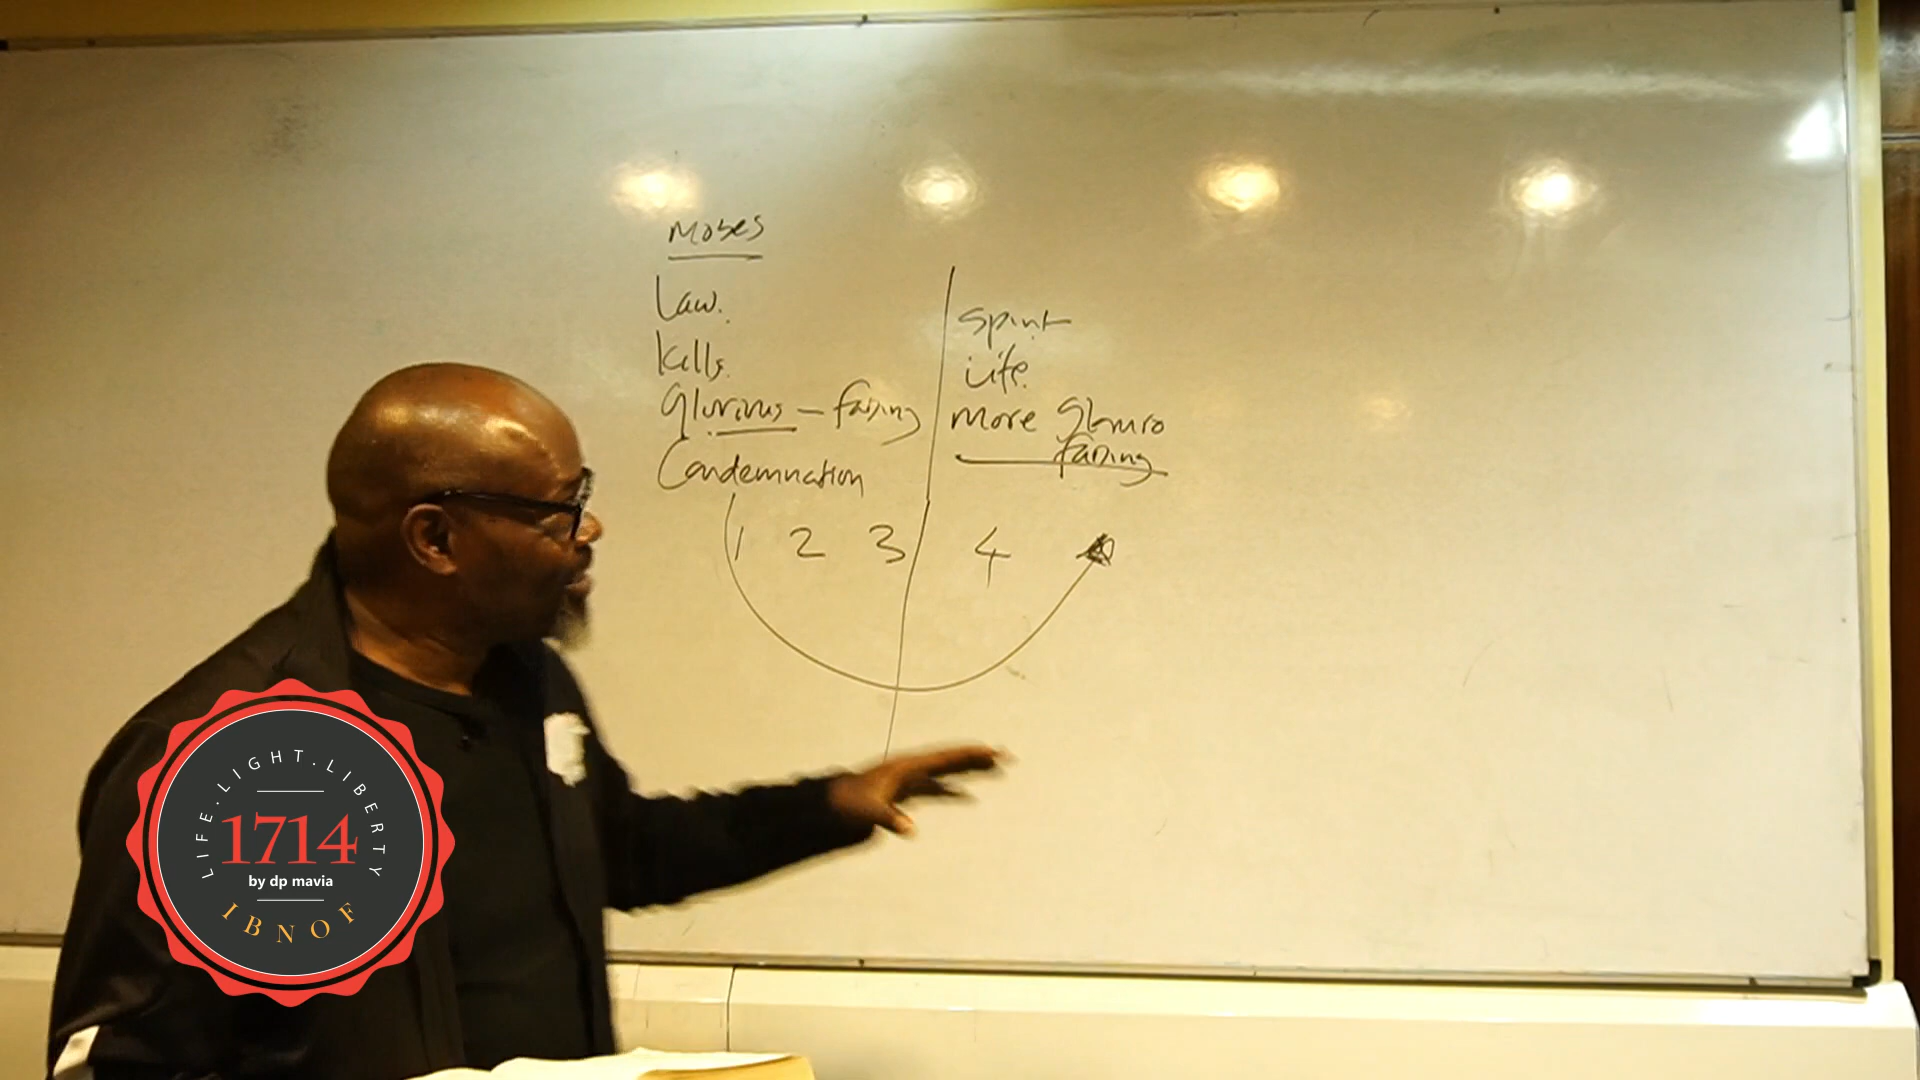 Moses
Law.
Kills.
Glorious – fading
Condemnation
Spirit
Life.
more
fading
1 2 3 4
LIFE.LIGHT.LIBERTY
1714
by dp mavia
IBNOF